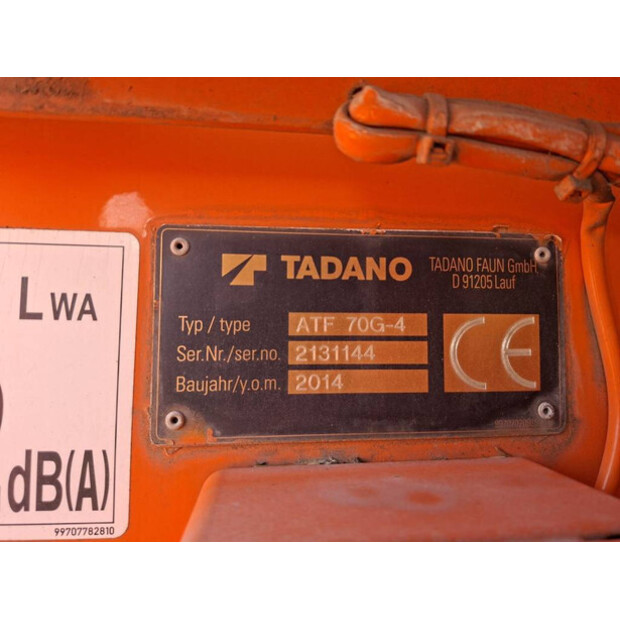 LWA
dB(A)
99707782810
TADANO
TADANO FAUN GmbH
D 91205 Lauf
Typ / type ATF 70G-4
Ser.Nr./ser.no. 2131144
Baujahr/y.o.m. 2014
CE